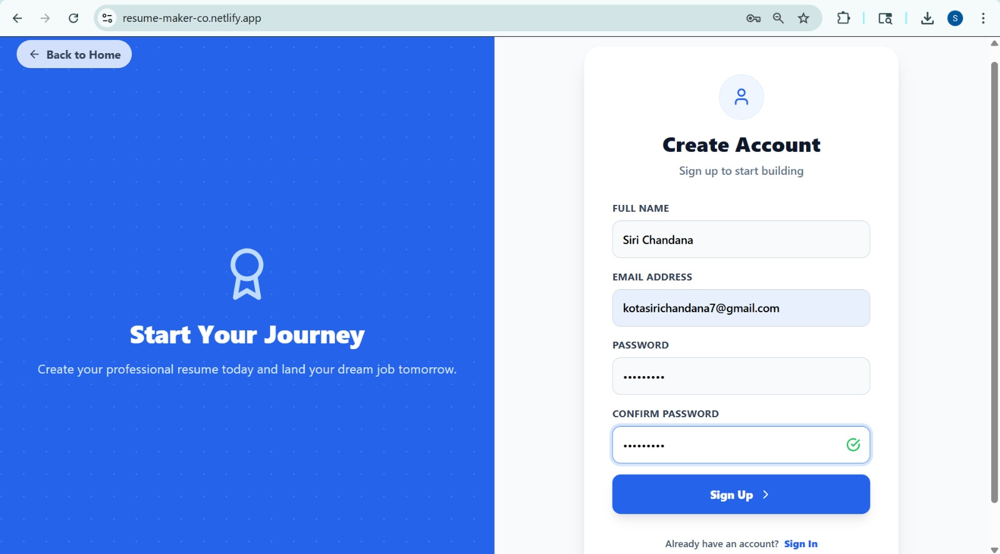 resume-maker-co.netlify.app
S
Back to Home
Start Your Journey
Create your professional resume today and land your dream job tomorrow.
Create Account
Sign up to start building
FULL NAME
Siri Chandana
EMAIL ADDRESS
kotasirichandana7@gmail.com
PASSWORD
•••••••••
CONFIRM PASSWORD
•••••••••
Sign Up
Already have an account? Sign In